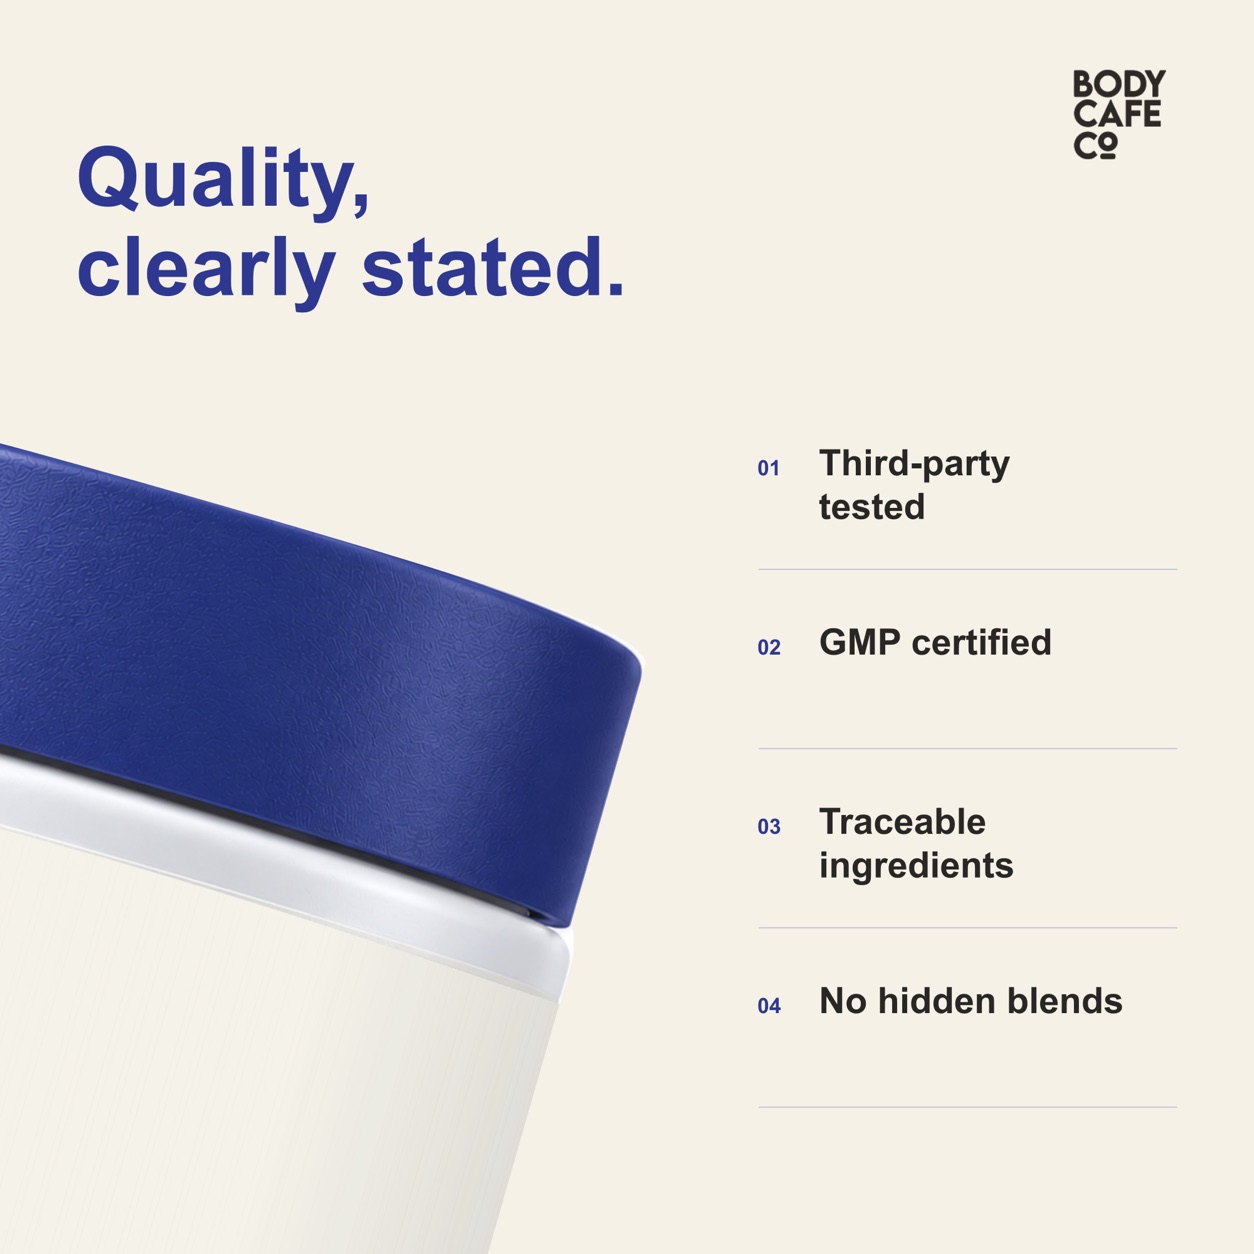 BODY
CAFE
Co
Quality,
clearly stated.
01 Third-party
tested
02 GMP certified
03 Traceable
ingredients
04 No hidden blends